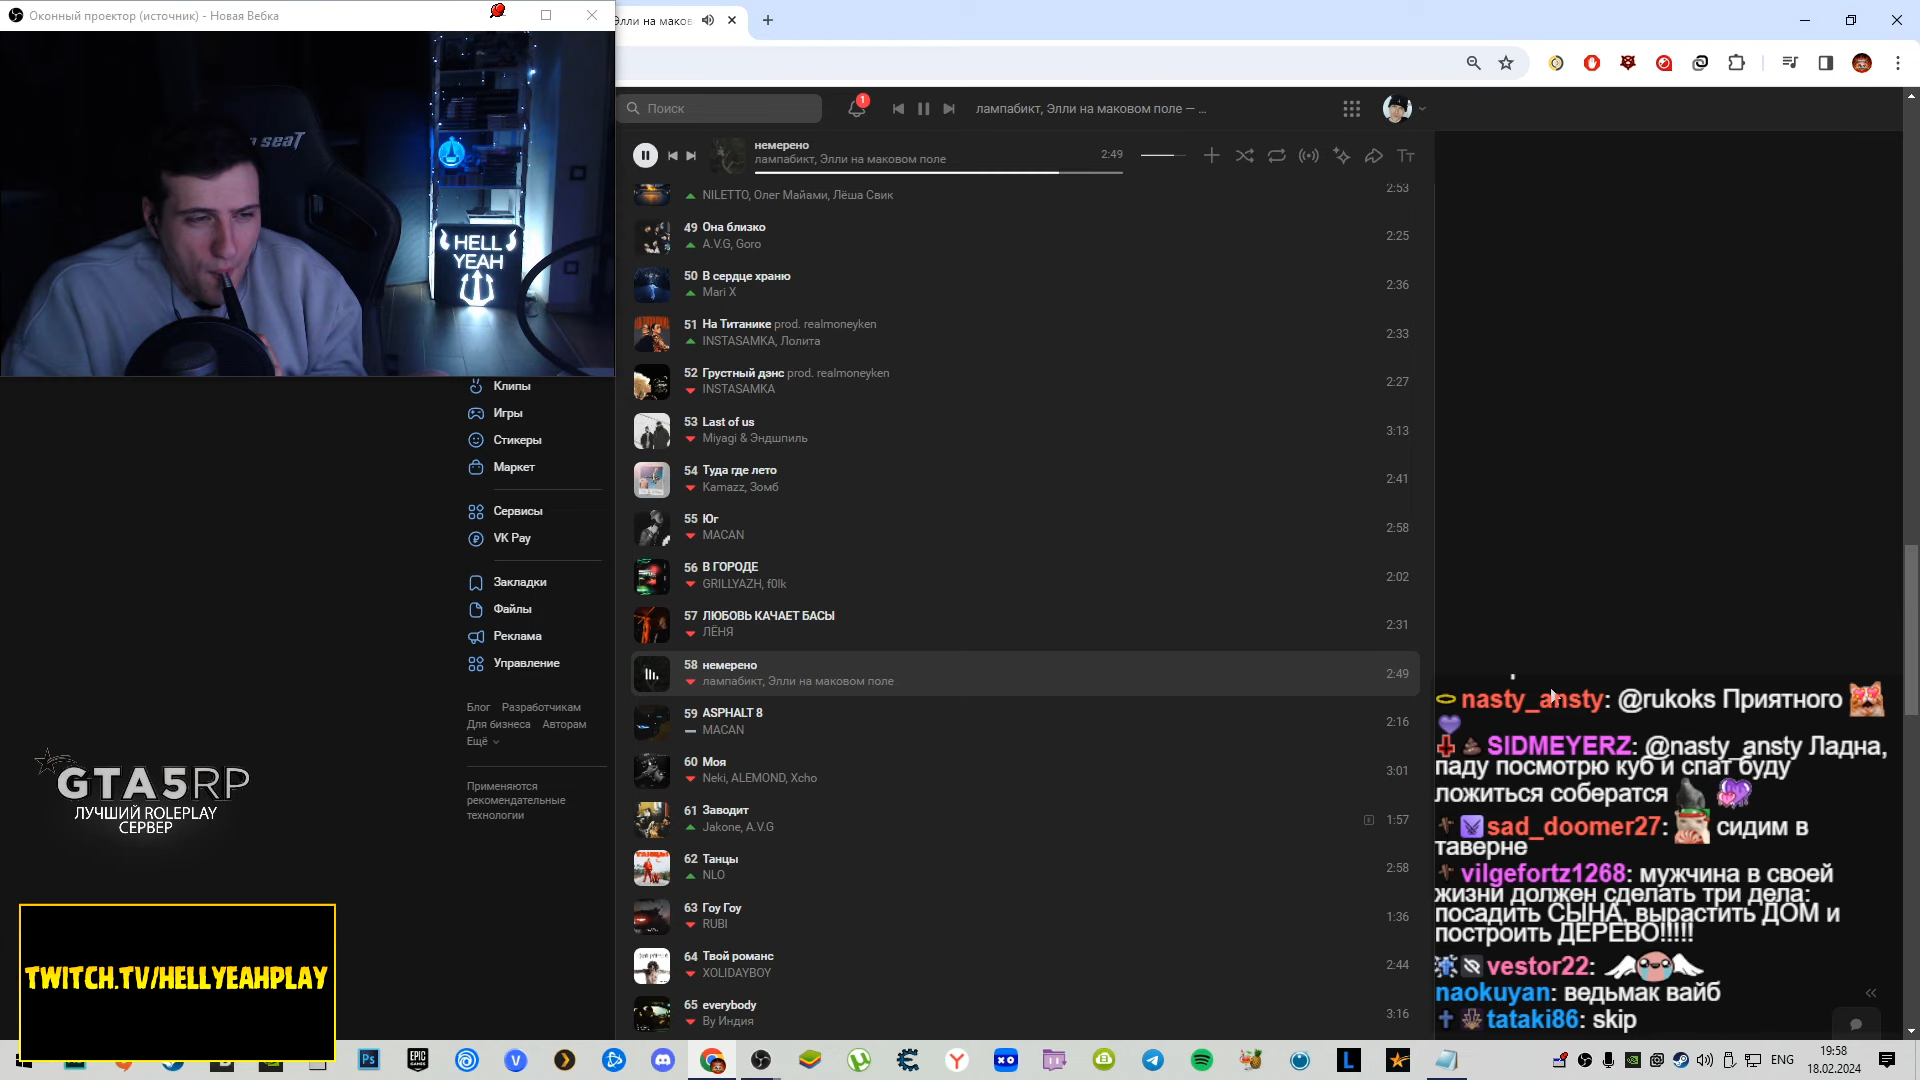 Оконный проектор (источник) - Новая Вебка
Элли на маков
SEAT
HELL
YEAH
Поиск
1
лампабикт, Элли на маковом поле — ...
немерено
лампабикт, Элли на маковом поле
2:49
NILETTO, Олег Майами, Лёша Свик
2:53
49 Она близко
A.V.G, Goro
2:25
50 В сердце храню
Mari X
2:36
51 На Титанике prod. realmoneyken
INSTASAMKA, Лолита
2:33
52 Грустный дэнс prod. realmoneyken
INSTASAMKA
2:27
53 Last of us
Miyagi & Эндшпиль
3:13
54 Туда где лето
Kamazz, Зомб
2:41
55 Юг
MACAN
2:58
56 В ГОРОДЕ
GRILLYAZH, f0lk
2:02
57 ЛЮБОВЬ КАЧАЕТ БАСЫ
ЛЁНЯ
2:31
58 немерено
лампабикт, Элли на маковом поле
2:49
59 ASPHALT 8
MACAN
2:16
60 Моя
Neki, ALEMOND, Xcho
3:01
61 Заводит
Jakone, A.V.G
1:57
62 Танцы
NLO
2:58
63 Гоу Гоу
RUBI
1:36
64 Твой романс
XOLIDAYBOY
2:44
65 everybody
By Индия
3:16
Клипы
Игры
Стикеры
Маркет
Сервисы
VK Pay
Закладки
Файлы
Реклама
Управление
Блог Разработчикам
Для бизнеса Авторам
Ещё
Применяются
рекомендательные
технологии
GTA5RP
ЛУЧШИЙ ROLEPLAY
СЕРВЕР
TWITCH.TV/HELLYEAHPLAY
nasty_ansty: @rukoks Приятного
SIDMEYERZ: @nasty_ansty Ладна,
паду посмотрю куб и спат буду
ложиться собератся
sad_doomer27: сидим в
таверне
vilgefortz1268: мужчина в своей
жизни должен сделать три дела:
посадить СЫНА, вырастить ДОМ и
построить ДЕРЕВО!!!!!
vestor22:
naokuyan: ведьмак вайб
tataki86: skip
ENG
19:58
18.02.2024